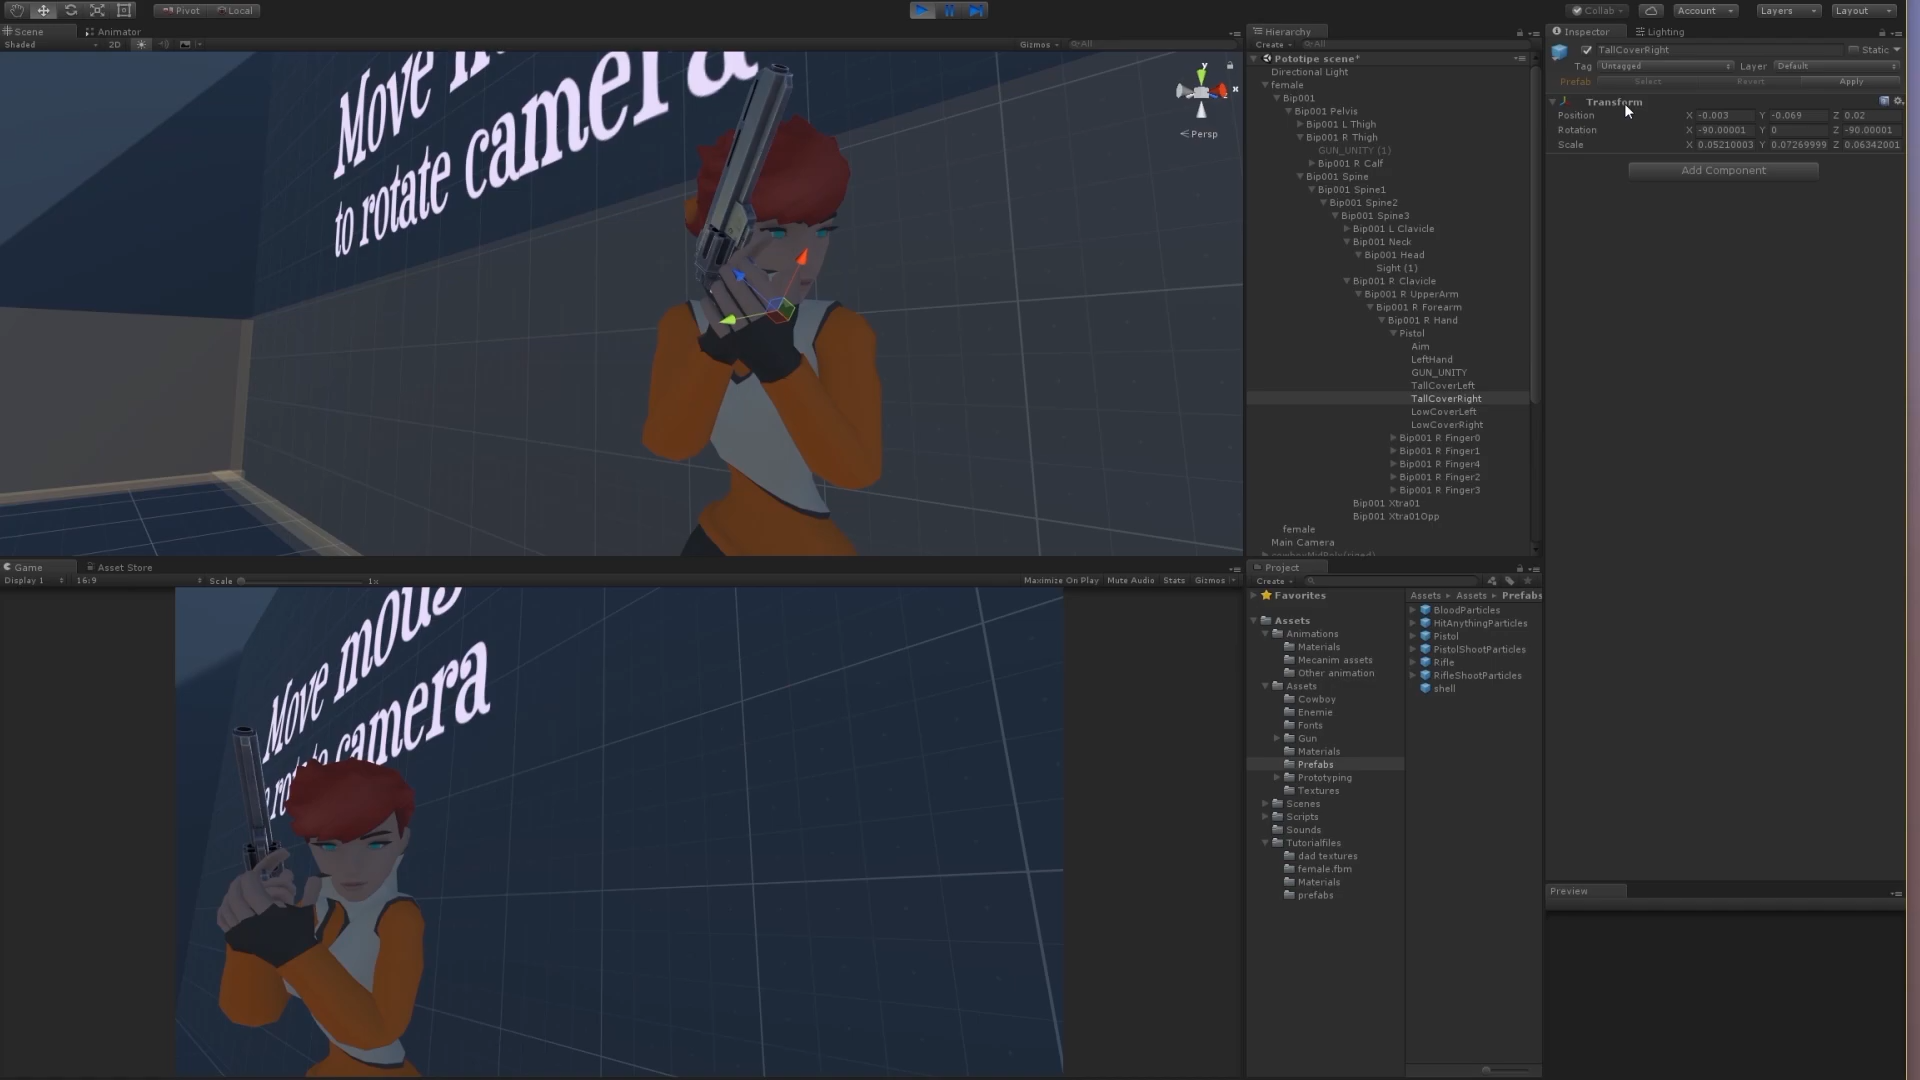 Pivot
Local
Collab
Account
Layers
Layout
Scene
Animator
Shaded
2D
Gizmos
All
Move
to rotate camera
y
x
Persp
Hierarchy
Create
All
Pototipe scene*
Directional Light
female
Bip001
Bip001 Pelvis
Bip001 L Thigh
Bip001 R Thigh
GUN_UNITY (1)
Bip001 R Calf
Bip001 Spine
Bip001 Spine1
Bip001 Spine2
Bip001 Spine3
Bip001 L Clavicle
Bip001 Neck
Bip001 Head
Sight (1)
Bip001 R Clavicle
Bip001 R UpperArm
Bip001 R Forearm
Bip001 R Hand
Pistol
Aim
LeftHand
GUN_UNITY
TallCoverLeft
TallCoverRight
LowCoverLeft
LowCoverRight
Bip001 R Finger0
Bip001 R Finger1
Bip001 R Finger4
Bip001 R Finger2
Bip001 R Finger3
Bip001 Xtra01
Bip001 Xtra01Opp
female
Main Camera
Inspector
Lighting
TallCoverRight
Static
Tag Untagged Layer Default
Prefab Select Revert Apply
Transform
Position X -0.003 Y -0.069 Z 0.02
Rotation X -90.00001 Y 0 Z -90.00001
Scale X 0.05210003 Y 0.07269999 Z 0.06342001
Add Component
Game
Asset Store
Display 1
16:9
Scale 1x
Maximize On Play Mute Audio Stats Gizmos
Move mous
camera
Project
Create
Favorites
Assets
Animations
Materials
Mecanim assets
Other animation
Assets
Cowboy
Enemie
Fonts
Gun
Materials
Prefabs
Prototyping
Textures
Scenes
Scripts
Sounds
Tutorialfiles
dad textures
female.fbm
Materials
prefabs
Assets Assets Prefabs
BloodParticles
HitAnythingParticles
Pistol
PistolShootParticles
Rifle
RifleShootParticles
shell
Preview